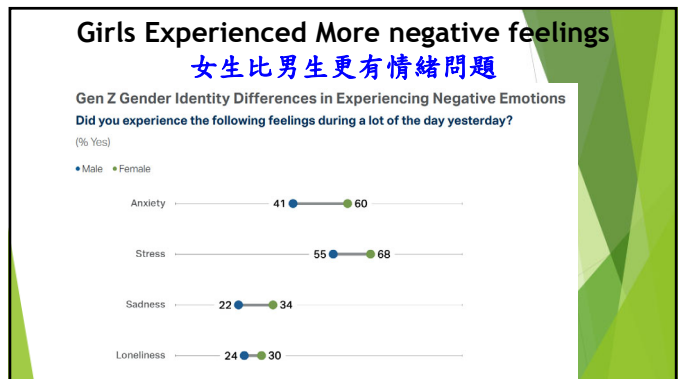 Girls Experienced More negative feelings
女生比男生更有情緒問題
Gen Z Gender Identity Differences in Experiencing Negative Emotions
Did you experience the following feelings during a lot of the day yesterday?
(% Yes)
Male Female
Anxiety 41 60
Stress 55 68
Sadness 22 34
Loneliness 24 30